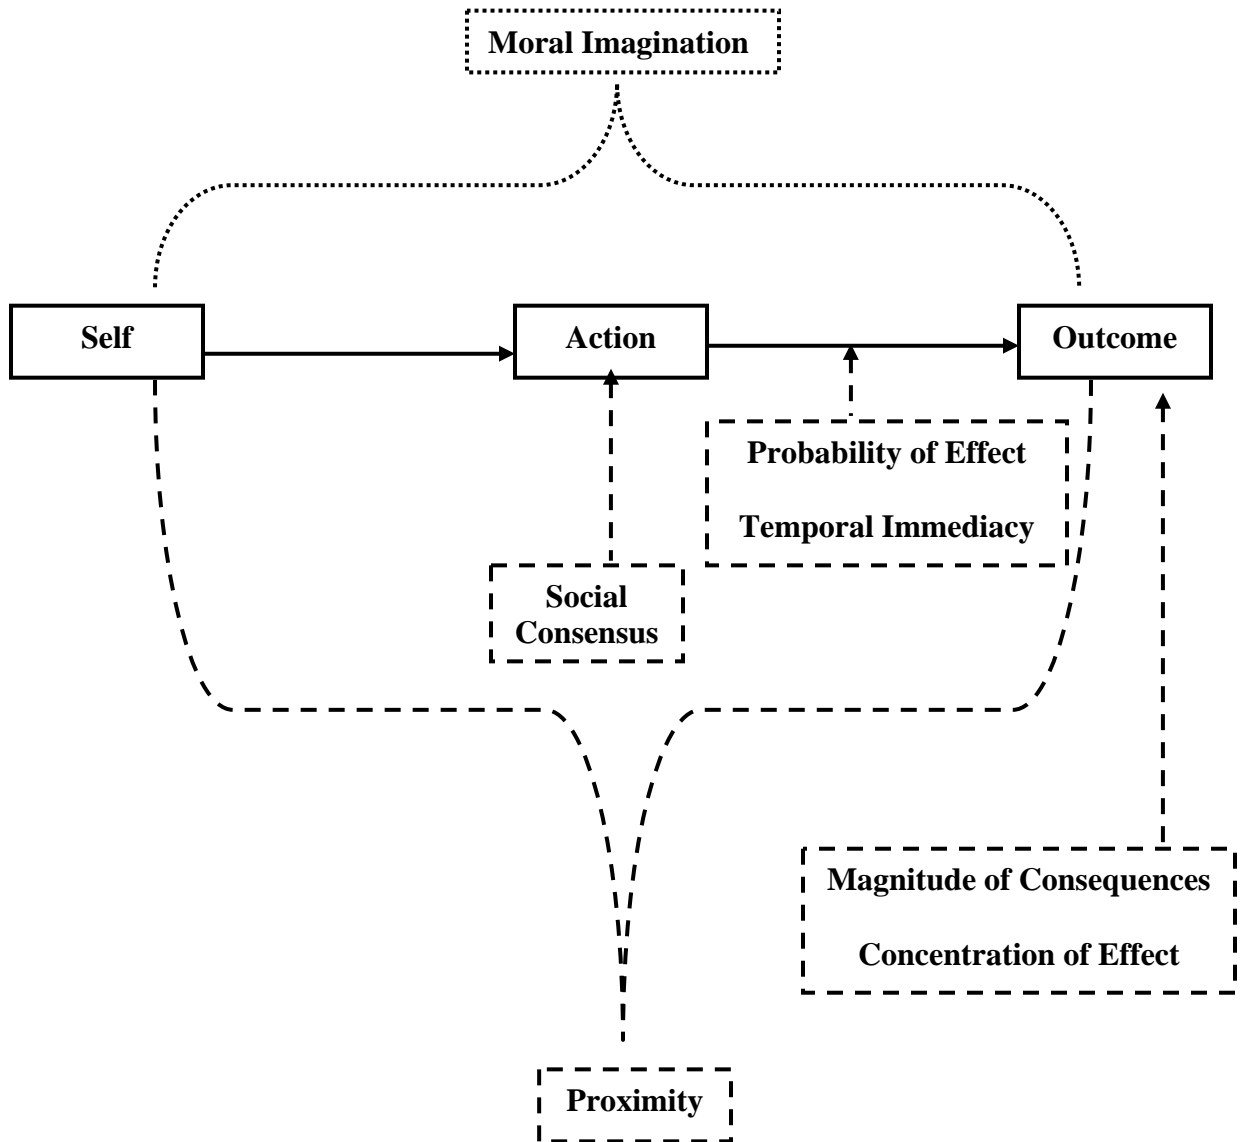 Moral Imagination
Self
Action
Outcome
Probability of Effect
Temporal Immediacy
Social
Consensus
Magnitude of Consequences
Concentration of Effect
Proximity